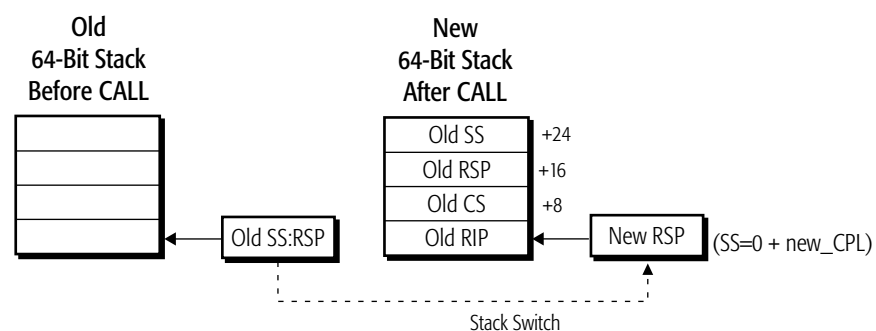 Old
64-Bit Stack
Before CALL
New
64-Bit Stack
After CALL
Old SS +24
Old RSP +16
Old CS +8
Old RIP
Old SS:RSP
New RSP
(SS=0 + new_CPL)
Stack Switch